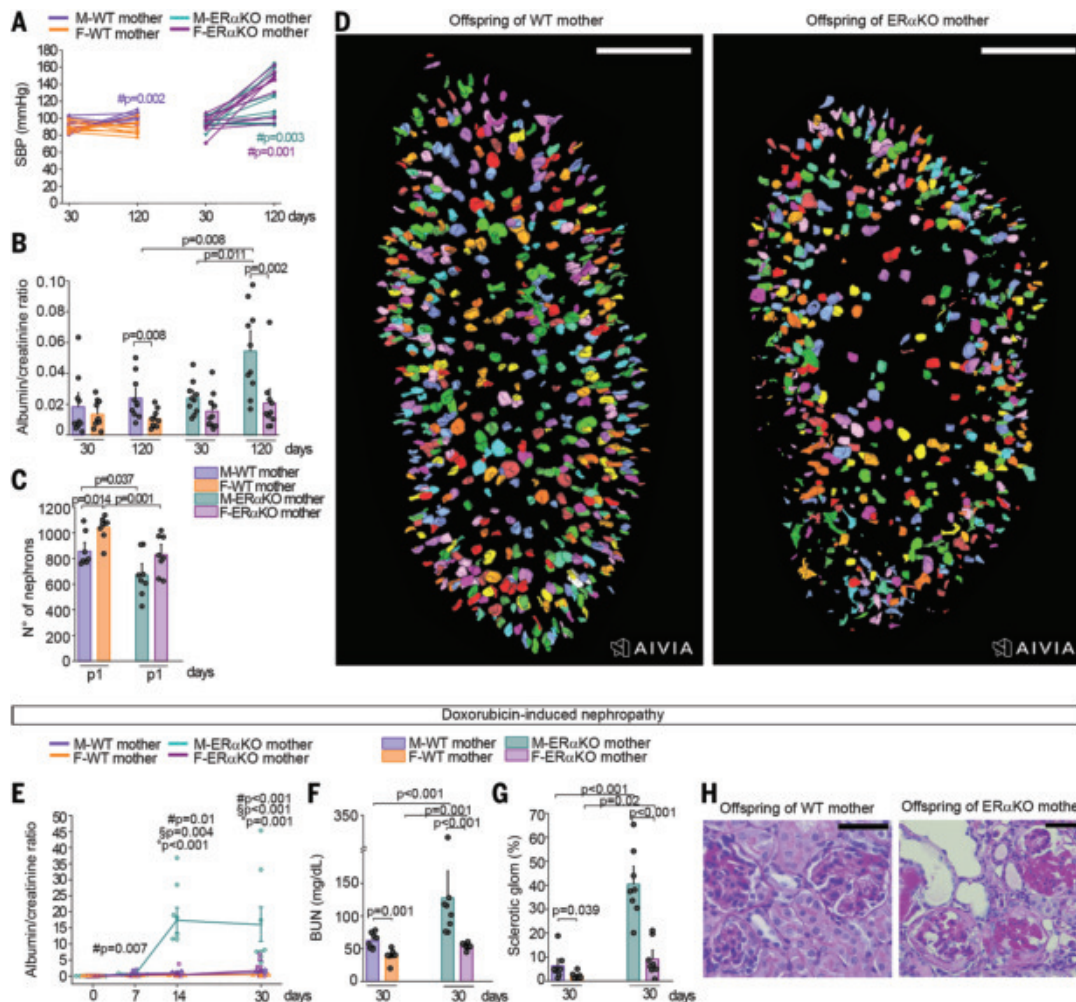 A
M-WT mother M-ERαKO mother
F-WT mother F-ERαKO mother
SBP (mmHg)
180
160
140
120
100
80
60
40
20
0
#p=0.002
#p=0.003
#p=0.001
30 120 30 120 days
B
p=0.008
p=0.011
p=0.002
p=0.008
Albumin/creatinine ratio
0.10
0.08
0.06
0.04
0.02
0
30 120 30 120 days
C
M-WT mother
F-WT mother
M-ERαKO mother
F-ERαKO mother
p=0.037
p=0.014 p=0.001
N° of nephrons
1200
1000
800
600
400
200
0
p1 p1 days
D
Offspring of WT mother Offspring of ERαKO mother
AIVIA AIVIA
Doxorubicin-induced nephropathy
E
M-WT mother M-ERαKO mother
F-WT mother F-ERαKO mother
Albumin/creatinine ratio
50
45
40
35
30
25
20
15
10
5
0
#p=0.007
#p=0.01
§p=0.004
*p<0.001
#p<0.001
§p<0.001
*p=0.001
0 7 14 30 days
M-WT mother M-ERαKO mother
F-WT mother F-ERαKO mother
F
p<0.001
p=0.001
p<0.001
p=0.001
BUN (mg/dL)
350
150
100
50
0
30 30 days
G
p<0.001
p=0.02
p<0.001
p=0.039
Sclerotic glom (%)
70
60
50
40
30
20
10
0
30 30 days
H
Offspring of WT mother Offspring of ERαKO mother